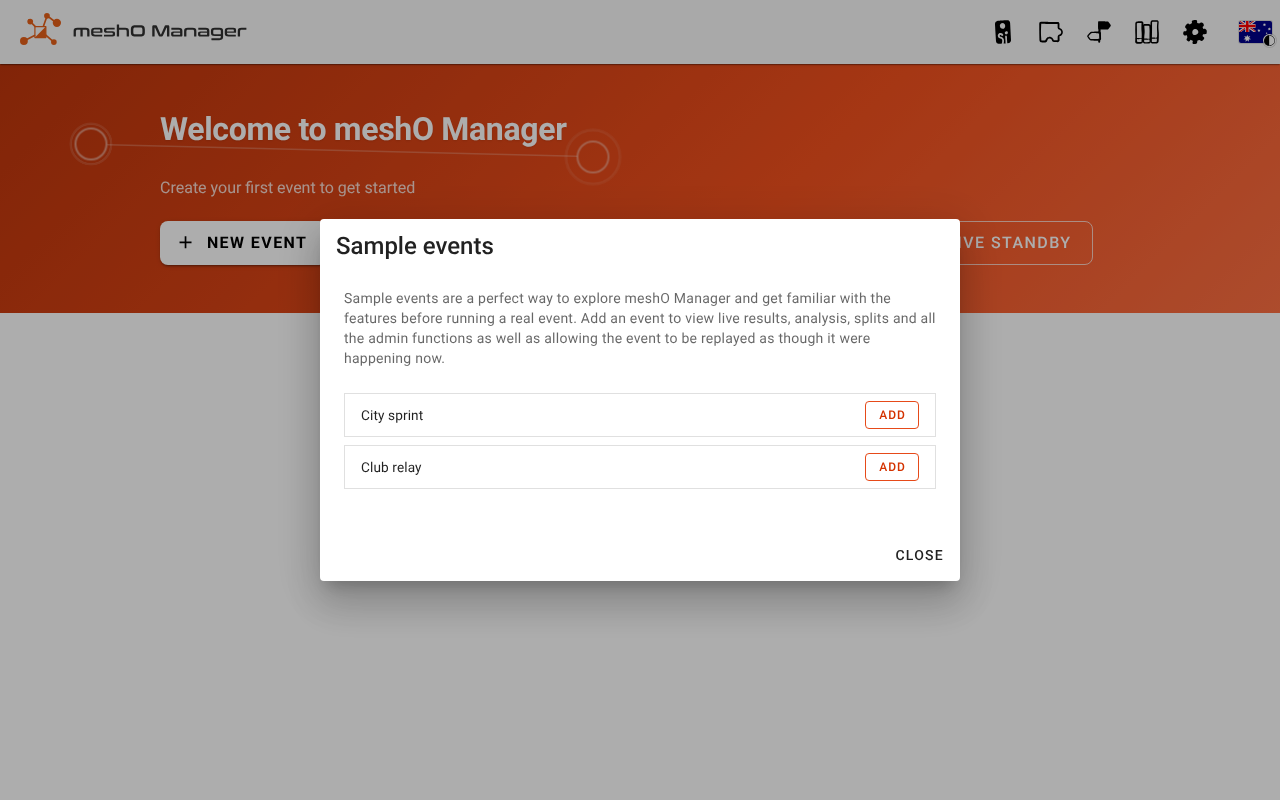 meshO Manager
Si
Welcome to meshO Manager
Create your first event to get started
NEW EVENT
VE STANDBY
Sample events
Sample events are a perfect way to explore meshO Manager and get familiar with the
features before running a real event. Add an event to view live results, analysis, splits and all
the admin functions as well as allowing the event to be replayed as though it were
happening now.
City sprint
ADD
Club relay
ADD
CLOSE